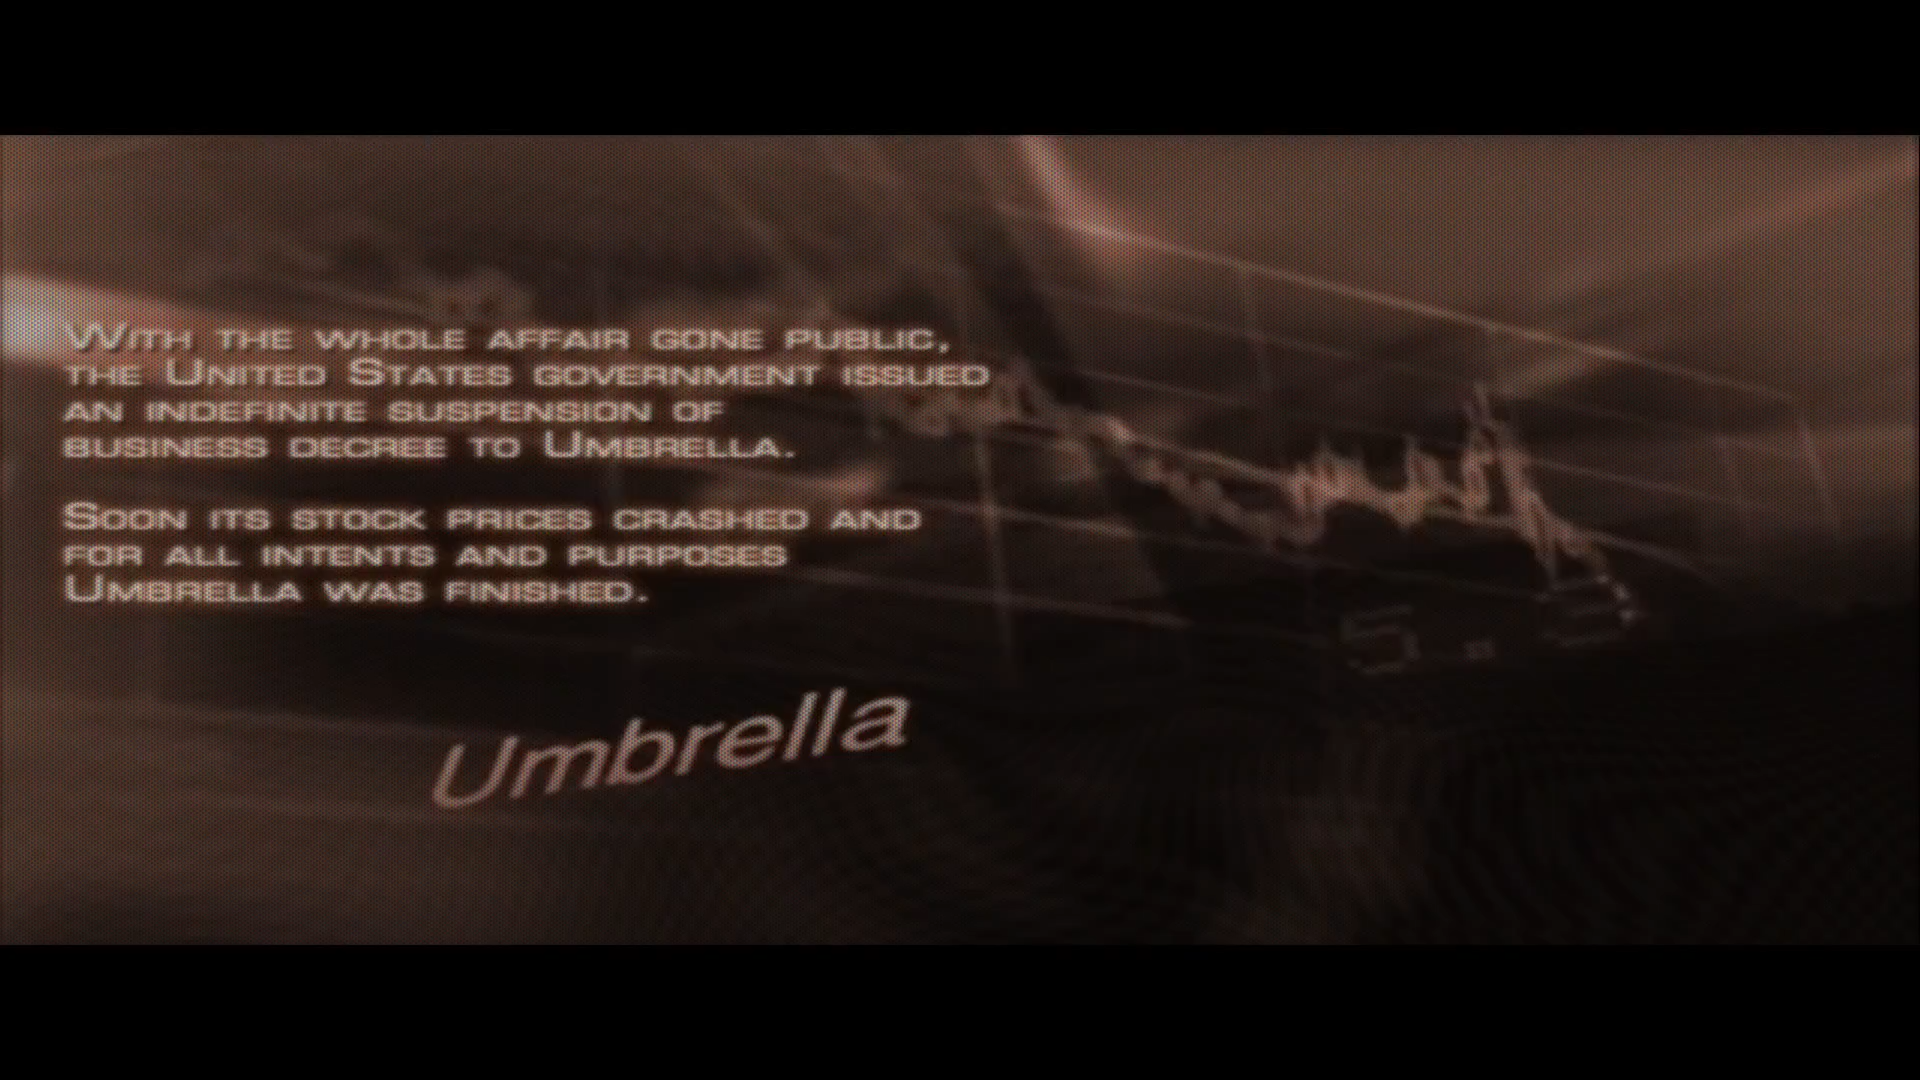 With the whole affair gone public,
the United States government issued
an indefinite suspension of
business decree to Umbrella.
Soon its stock prices crashed and
for all intents and purposes
Umbrella was finished.
Umbrella